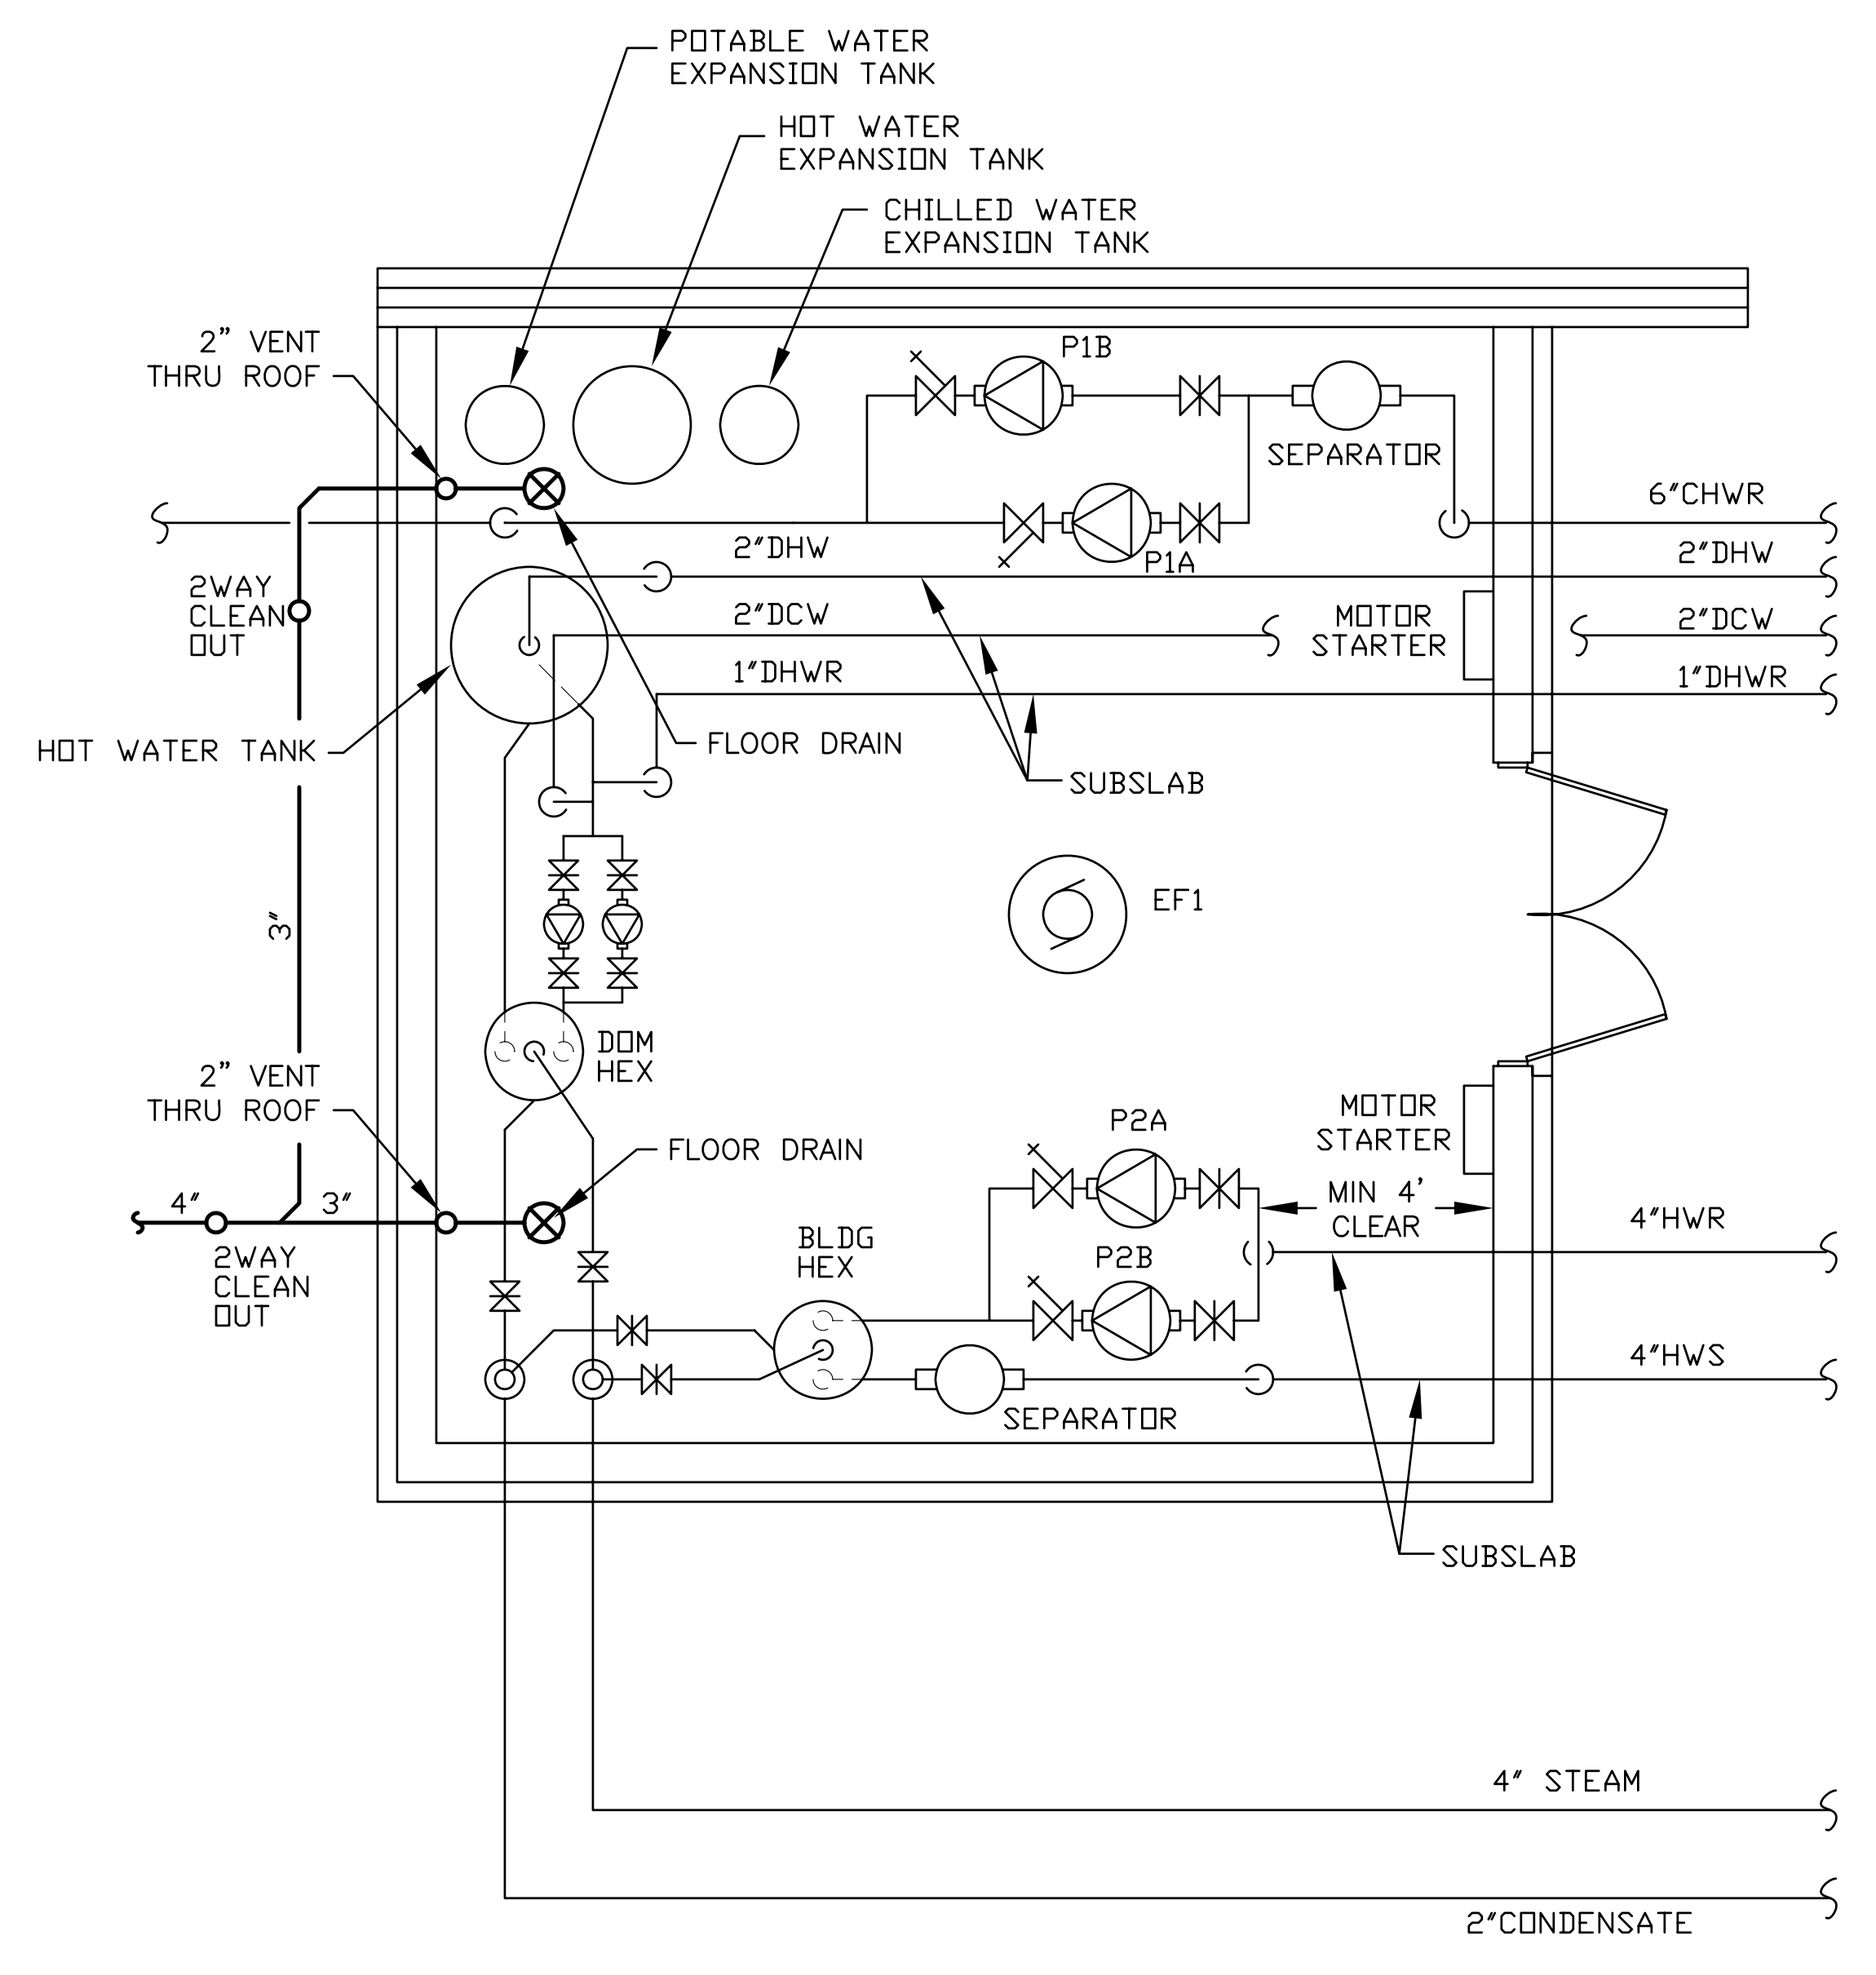 POTABLE WATER
EXPANSION TANK
HOT WATER
EXPANSION TANK
CHILLED WATER
EXPANSION TANK
2" VENT
THRU ROOF
P1B
SEPARATOR
6"CHWR
2"DHW
P1A
2"DHW
2WAY
CLEAN
OUT
2"DCW
MOTOR
STARTER
2"DCW
1"DHWR
1"DHWR
HOT WATER TANK
FLOOR DRAIN
SUBSLAB
3"
EF1
DOM
HEX
2" VENT
THRU ROOF
P2A
MOTOR
STARTER
FLOOR DRAIN
4"
3"
MIN 4'
CLEAR
4"HWR
2WAY
CLEAN
OUT
BLDG
HEX
P2B
4"HWS
SEPARATOR
SUBSLAB
4" STEAM
2"CONDENSATE